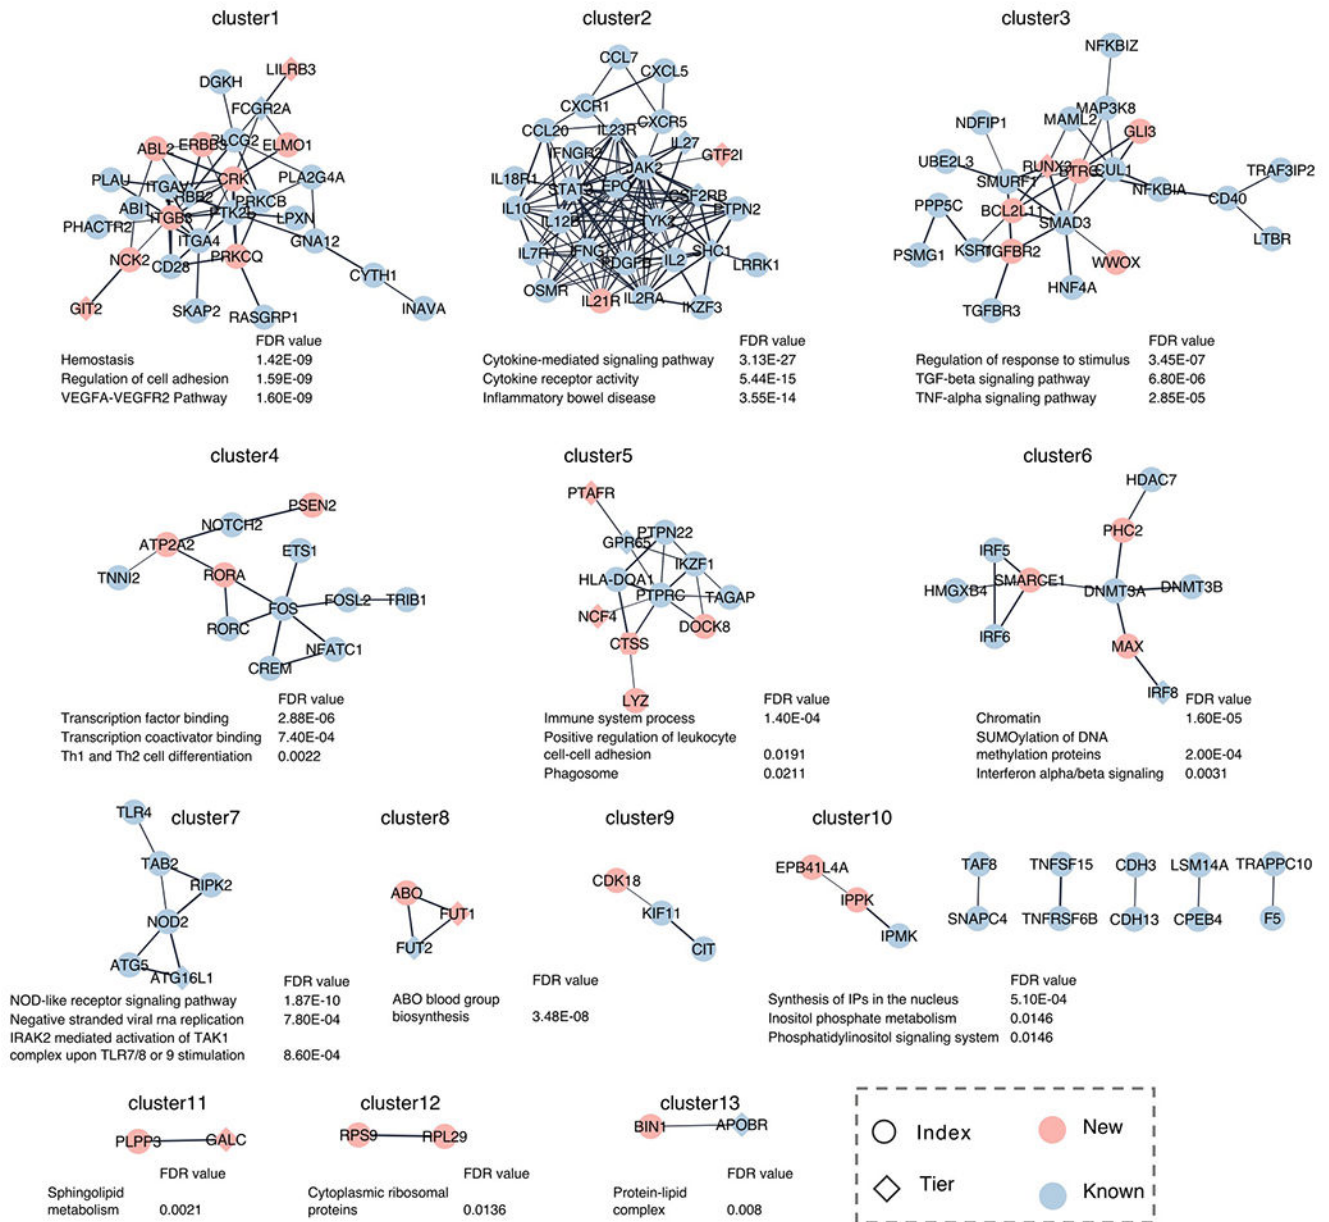 cluster1
cluster2
cluster3
LILRB3
DGKH
FCGR2A
PLCG2
ERBB3
ELMO1
ABL2
CRK
PLA2G4A
PLAU
ITGAV
ERBB2
PRKCB
ABI1
ITGB3
PTK2B
LPXN
PHACTR2
ITGA4
GNA12
NCK2
CD28
PRKCQ
CYTH1
GIT2
SKAP2
RASGRP1
INAVA
FDR value
Hemostasis 1.42E-09
Regulation of cell adhesion 1.59E-09
VEGFA-VEGFR2 Pathway 1.60E-09
CCL7
CXCL5
CXCR1
CXCR5
CCL20
IL23R
IL27
IFNGR2
JAK2
GTF2I
IL18R1
STAT3
EPO
CSF2RB
IL10
IL12B
TYK2
PTPN2
IL7R
IFNG
PDGFB
IL2
SHC1
LRRK1
OSMR
IL21R
IL2RA
IKZF3
FDR value
Cytokine-mediated signaling pathway 3.13E-27
Cytokine receptor activity 5.44E-15
Inflammatory bowel disease 3.55E-14
NFKBIZ
MAP3K8
NDFIP1
MAML2
GLI3
UBE2L3
RUNX3
BTRC
CUL1
TRAF3IP2
SMURF1
NFKBIA
CD40
PPP5C
BCL2L11
SMAD3
LTBR
PSMG1
KSR1
TGFBR2
WWOX
HNF4A
TGFBR3
FDR value
Regulation of response to stimulus 3.45E-07
TGF-beta signaling pathway 6.80E-06
TNF-alpha signaling pathway 2.85E-05
cluster4
cluster5
cluster6
PSEN2
NOTCH2
ATP2A2
ETS1
TNNI2
RORA
FOSL2
TRIB1
FOS
RORC
NFATC1
CREM
FDR value
Transcription factor binding 2.88E-06
Transcription coactivator binding 7.40E-04
Th1 and Th2 cell differentiation 0.0022
PTAFR
PTPN22
GPR65
IKZF1
HLA-DQA1
PTPRC
TAGAP
NCF4
DOCK8
CTSS
LYZ
FDR value
Immune system process 1.40E-04
Positive regulation of leukocyte
cell-cell adhesion 0.0191
Phagosome 0.0211
HDAC7
PHC2
IRF5
SMARCE1
HMGXB4
DNMT3A
DNMT3B
IRF6
MAX
IRF8
FDR value
Chromatin 1.60E-05
SUMOylation of DNA
methylation proteins 2.00E-04
Interferon alpha/beta signaling 0.0031
cluster7
cluster8
cluster9
cluster10
TLR4
TAB2
RIPK2
NOD2
ATG5
ATG16L1
FDR value
NOD-like receptor signaling pathway 1.87E-10
Negative stranded viral rna replication 7.80E-04
IRAK2 mediated activation of TAK1
complex upon TLR7/8 or 9 stimulation 8.60E-04
ABO
FUT1
FUT2
FDR value
ABO blood group
biosynthesis 3.48E-08
CDK18
KIF11
CIT
EPB41L4A
IPPK
IPMK
FDR value
Synthesis of IPs in the nucleus 5.10E-04
Inositol phosphate metabolism 0.0146
Phosphatidylinositol signaling system 0.0146
TAF8 TNFSF15 CDH3 LSM14A TRAPPC10
SNAPC4 TNFRSF6B CDH13 CPEB4 F5
cluster11
cluster12
cluster13
PLPP3 GALC
FDR value
Sphingolipid
metabolism 0.0021
RPS9 RPL29
FDR value
Cytoplasmic ribosomal
proteins 0.0136
BIN1 APOBR
FDR value
Protein-lipid
complex 0.008
Index New
Tier Known